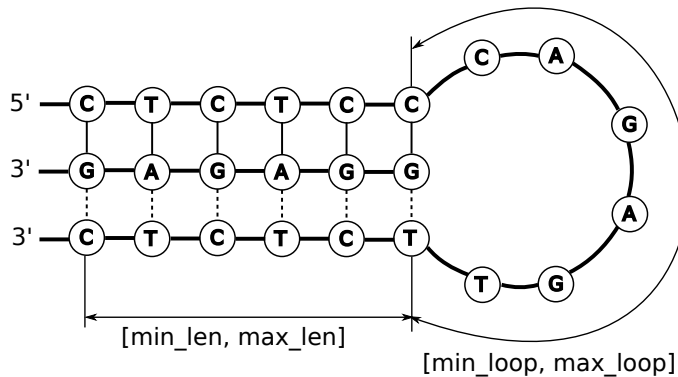 C A
5' C T C T C C
G
3' G A G A G G
A
3' C T C T C T
T G
[min_len, max_len]
[min_loop, max_loop]